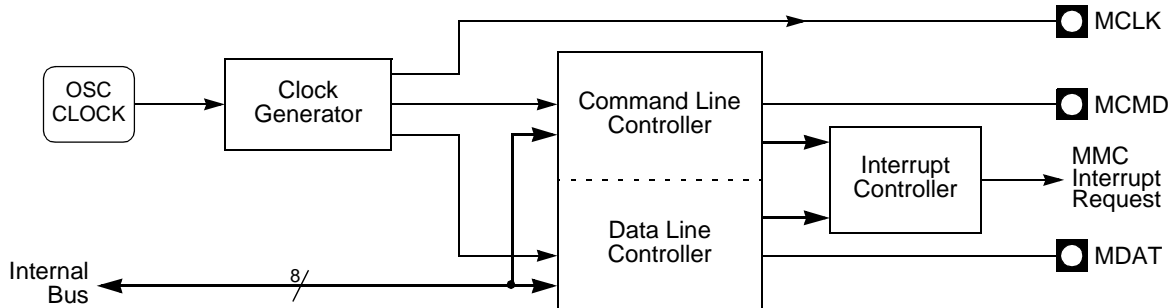 MCLK
OSC
CLOCK
Clock
Generator
Command Line
Controller
MCMD
Interrupt
Controller
MMC
Interrupt
Request
Data Line
Controller
MDAT
Internal
Bus
8